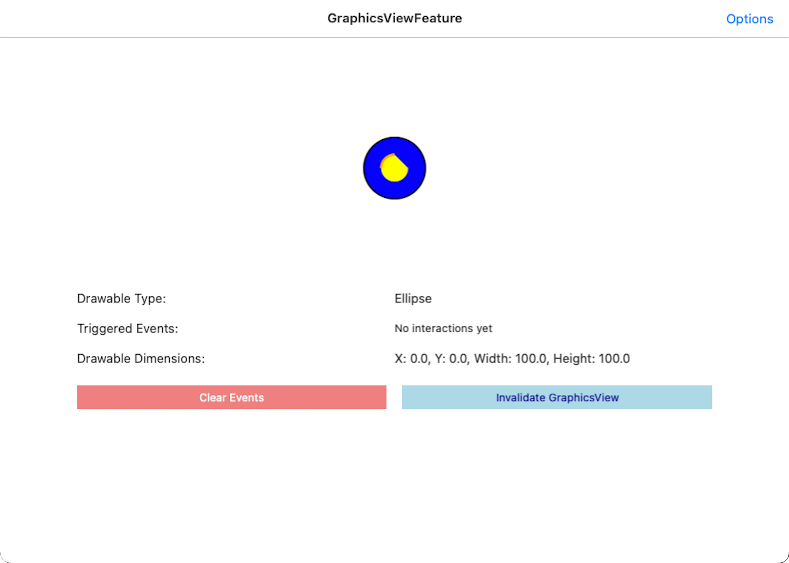 GraphicsViewFeature
Options
Drawable Type:
Ellipse
Triggered Events:
No interactions yet
Drawable Dimensions:
X: 0.0, Y: 0.0, Width: 100.0, Height: 100.0
Clear Events
Invalidate GraphicsView